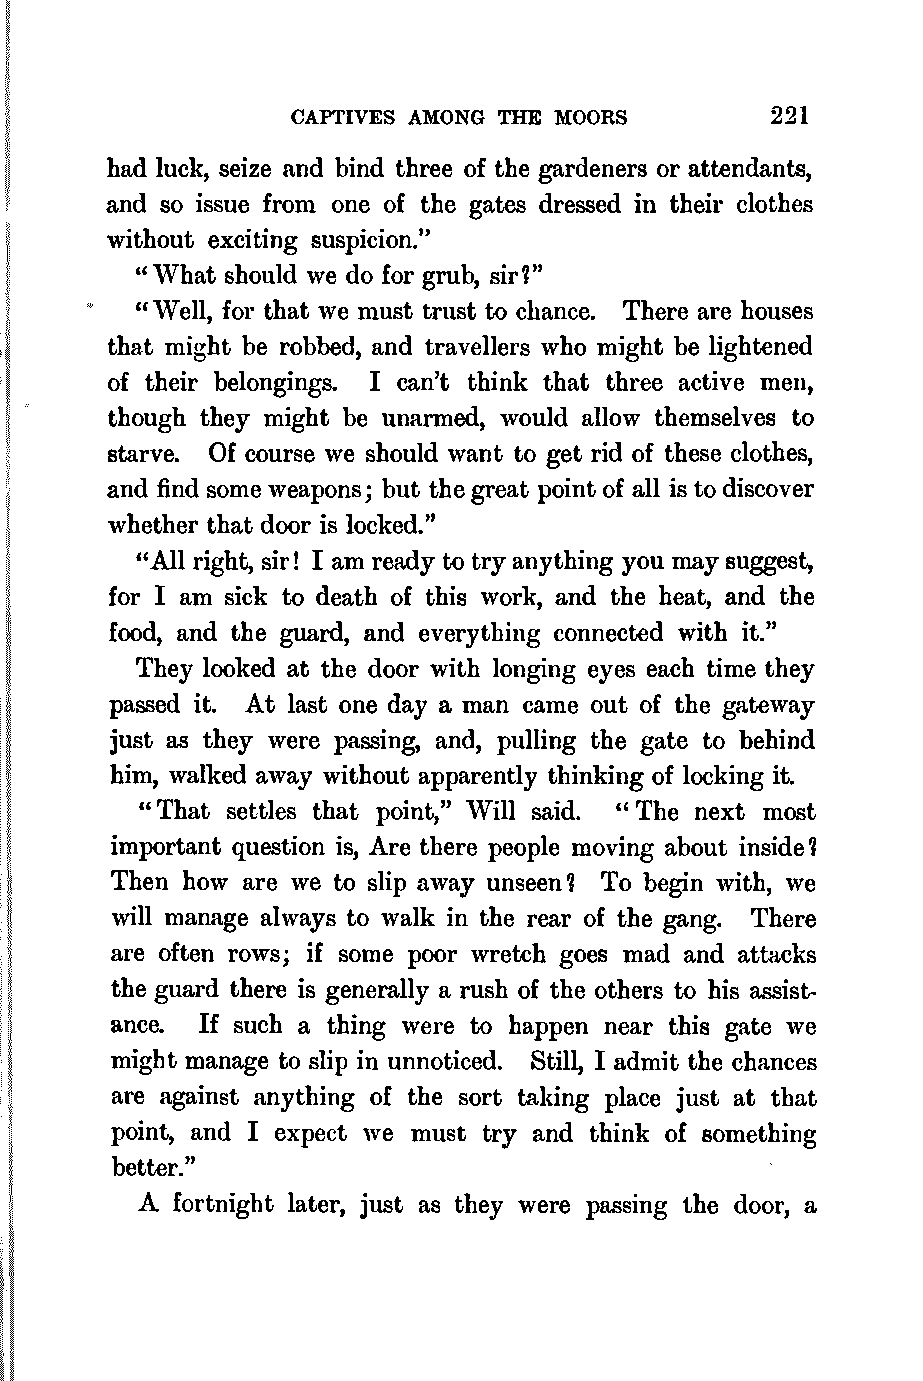 CAPTIVES AMONG THE MOORS 221
had luck, seize and bind three of the gardeners or attendants,
and so issue from one of the gates dressed in their clothes
without exciting suspicion."
"What should we do for grub, sir?"
"Well, for that we must trust to chance. There are houses
that might be robbed, and travellers who might be lightened
of their belongings. I can't think that three active men,
though they might be unarmed, would allow themselves to
starve. Of course we should want to get rid of these clothes,
and find some weapons; but the great point of all is to discover
whether that door is locked."
"All right, sir! I am ready to try anything you may suggest,
for I am sick to death of this work, and the heat, and the
food, and the guard, and everything connected with it."
They looked at the door with longing eyes each time they
passed it. At last one day a man came out of the gateway
just as they were passing, and, pulling the gate to behind
him, walked away without apparently thinking of locking it.
"That settles that point," Will said. "The next most
important question is, Are there people moving about inside?
Then how are we to slip away unseen? To begin with, we
will manage always to walk in the rear of the gang. There
are often rows; if some poor wretch goes mad and attacks
the guard there is generally a rush of the others to his assist-
ance. If such a thing were to happen near this gate we
might manage to slip in unnoticed. Still, I admit the chances
are against anything of the sort taking place just at that
point, and I expect we must try and think of something
better."
A fortnight later, just as they were passing the door, a